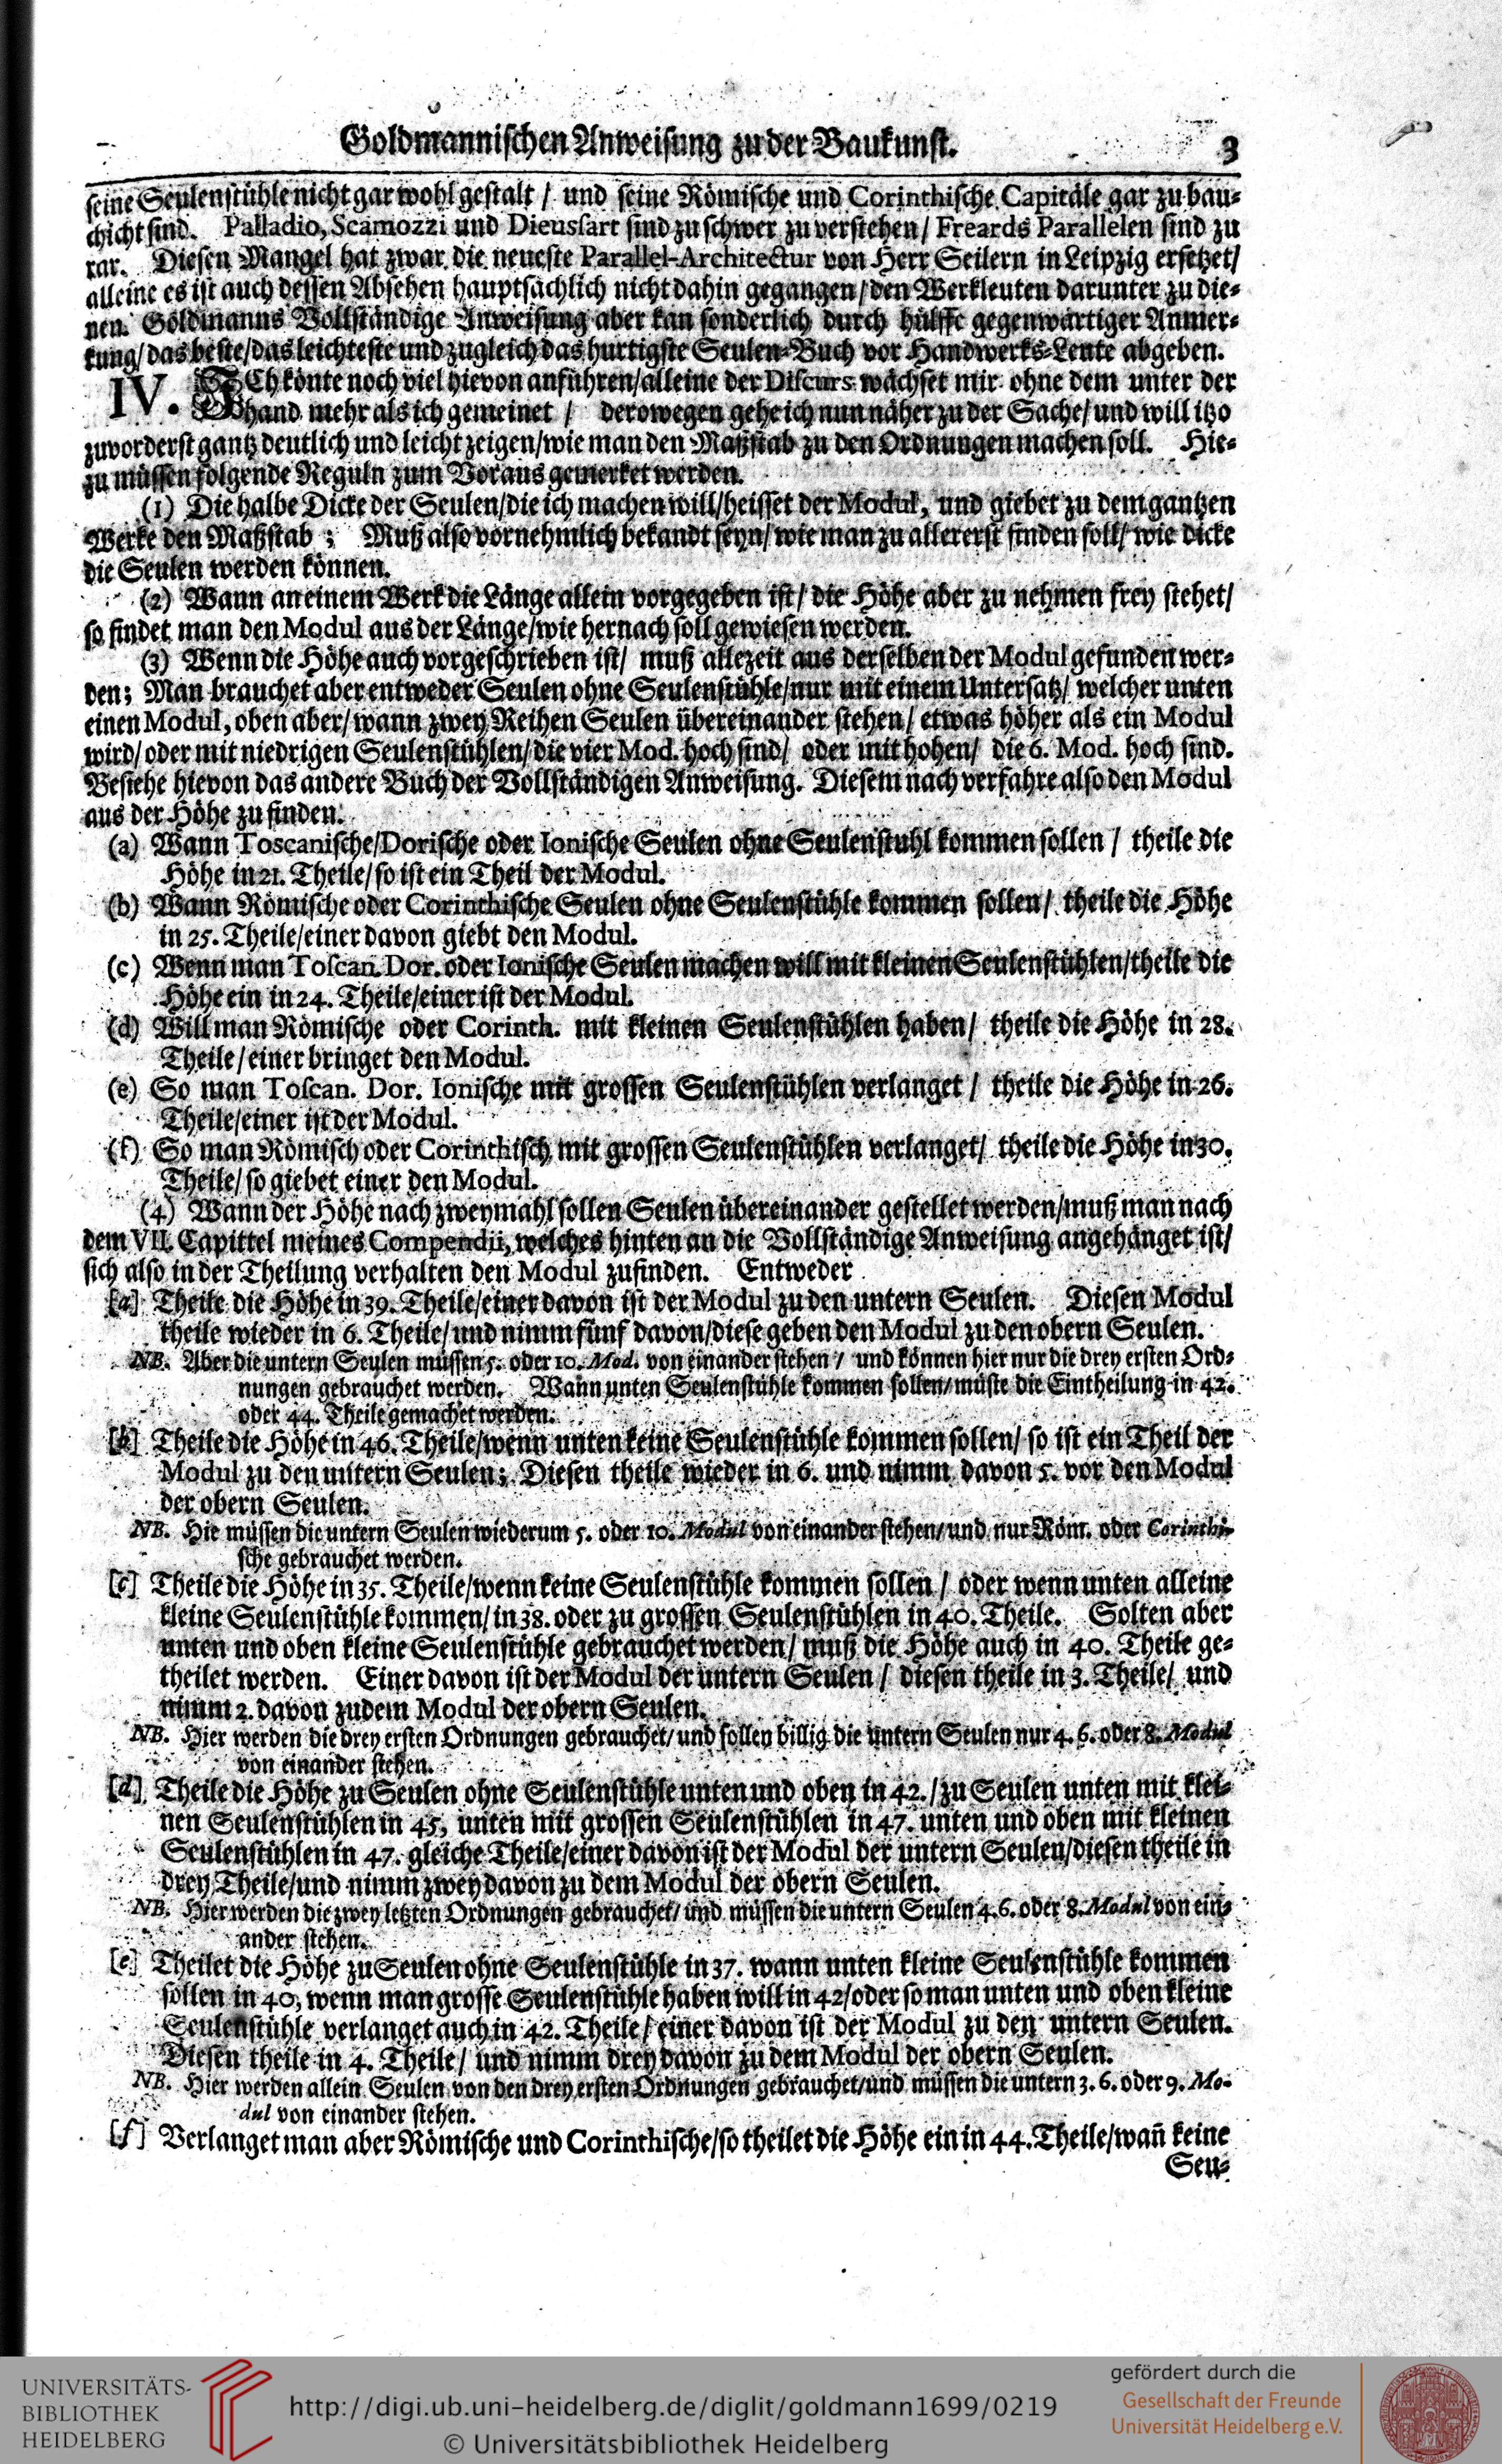 Goldmannischen Anweisung zu der Baukunst. 3
seine Seulenstühle nicht gar wohl gestalt / und seine Römische und Corinthische Capitäle gar zu bau-
chicht sind. Palladio, Scamozzi und Dieussart sind zu schwer zu verstehen / Freards Parallelen sind zu
rar. Diesen Mangel hat zwar die neueste Parallel-Architectur von Herr Seilern in Leipzig ersetzet /
alleine es ist auch dessen Absehen hauptsächlich nicht dahin gegangen / den Werkleuten darunter zu die-
nen. Goldmanns Vollständige Anweisung aber kan sonderlich durch hülffe gegenwärtiger Anmer-
kung / das beste / das leichteste und zugleich das hurtigste Seulen-Buch vor Handwerks-Leute abgeben.
IV. ICh könte noch viel hievon anführen / alleine der Discurs wächset mir ohne dem unter der
hand mehr als ich gemeinet / derowegen gehe ich nun näher zu der Sache / und will itzo
zuvorderst gantz deutlich und leicht zeigen / wie man den Maßstab zu den Ordnungen machen soll. Hie-
zu müssen folgende Reguln zum Voraus gemerket werden.
(1) Die halbe Dicke der Seulen / die ich machen will / heisset der Modul, und giebet zu dem gantzen
Werke den Maßstab ; Muß also vornehmlich bekandt seyn / wie man zu allererst finden soll / wie dicke
die Seulen werden können.
(2) Wann an einem Werk die Länge allein vorgegeben ist / die Höhe aber zu nehmen frey stehet /
so findet man den Modul aus der Länge / wie hernach soll gewiesen werden.
(3) Wenn die Höhe auch vorgeschrieben ist / muß allezeit aus derselben der Modul gefunden wer-
den; Man brauchet aber entweder Seulen ohne Seulenstühle / nur mit einem Untersatz / welcher unten
einen Modul, oben aber / wann zwey Reihen Seulen übereinander stehen / etwas höher als ein Modul
wird / oder mit niedrigen Seulenstühlen / die vier Mod. hoch sind / oder mit hohen / die 6. Mod. hoch sind.
Besiehe hievon das andere Buch der Vollständigen Anweisung. Diesem nach verfahre also den Modul
aus der Höhe zu finden.
(a) Wann Toscanische / Dorische oder Ionische Seulen ohne Seulenstuhl kommen sollen / theile die
Höhe in 21. Theile / so ist ein Theil der Modul.
(b) Wann Römische oder Corinthische Seulen ohne Seulenstühle kommen sollen / theile die Höhe
in 25. Theile / einer davon giebt den Modul.
(c) Wenn man Toscan. Dor. oder Ionische Seulen machen will mit kleinen Seulenstühlen / theile die
Höhe ein in 24. Theile / einer ist der Modul.
(d) Will man Römische oder Corinth. mit kleinen Seulenstühlen haben / theile die Höhe in 28.
Theile / einer bringet den Modul.
(e) So man Toscan. Dor. Ionische mit grossen Seulenstühlen verlanget / theile die Höhe in 26.
Theile / einer ist der Modul.
(f) So man Römisch oder Corinthisch mit grossen Seulenstühlen verlanget / theile die Höhe in 30.
Theile / so giebet einer den Modul.
(4) Wann der Höhe nach zweymahl sollen Seulen übereinander gestellet werden / muß man nach
dem VII. Capittel meines Compendii, welches hinten an die Vollständige Anweisung angehänget ist /
sich also in der Theilung verhalten den Modul zufinden. Entweder
[a] Theile die Höhe in 39. Theile / einer davon ist der Modul zu den untern Seulen. Diesen Modul
theile wieder in 6. Theile / und nimm fünf davon / diese geben den Modul zu den obern Seulen.
NB. Aber die untern Seulen müssen 5. oder 10. Mod. von einander stehen / und können hier nur die drey ersten Ord-
nungen gebrauchet werden. Wann unten Seulenstühle kommen sollen / müste die Eintheilung in 42.
oder 44. Theile gemachet werden.
[b] Theile die Höhe in 46. Theile / wenn unten keine Seulenstühle kommen sollen / so ist ein Theil der
Modul zu den untern Seulen; Diesen theile wieder in 6. und nimm davon 5. vor den Modul
der obern Seulen.
NB. Hie müssen die untern Seulen wiederum 5. oder 10. Modul von einander stehen / und nur Röm. oder Corinthi-
sche gebrauchet werden.
[c] Theile die Höhe in 35. Theile / wenn keine Seulenstühle kommen sollen / oder wenn unten alleine
kleine Seulenstühle kommen / in 38. oder zu grossen Seulenstühlen in 40. Theile. Solten aber
unten und oben kleine Seulenstühle gebrauchet werden / muß die Höhe auch in 40. Theile ge-
theilet werden. Einer davon ist der Modul der untern Seulen / diesen theile in 3. Theile / und
nimm 2. davon zu dem Modul der obern Seulen.
NB. Hier werden die drey ersten Ordnungen gebrauchet / und sollen billig die untern Seulen nur 4. 6. oder 8. Modul
von einander stehen.
[d] Theile die Höhe zu Seulen ohne Seulenstühle unten und oben in 42. / zu Seulen unten mit klei-
nen Seulenstühlen in 45, unten mit grossen Seulenstühlen in 47. unten und oben mit kleinen
Seulenstühlen in 47. gleiche Theile / einer davon ist der Modul der untern Seulen / diesen theile in
drey Theile / und nimm zwey davon zu dem Modul der obern Seulen.
NB. Hier werden die zwey letzten Ordnungen gebrauchet / und müssen die untern Seulen 4. 6. oder 8. Modul von ein-
ander stehen.
[e] Theilet die Höhe zu Seulen ohne Seulenstühle in 37. wann unten kleine Seulenstühle kommen
sollen in 40, wenn man grosse Seulenstühle haben will in 42 / oder so man unten und oben kleine
Seulenstühle verlanget auch in 42. Theile / einer davon ist der Modul zu den untern Seulen.
Diesen theile in 4. Theile / und nimm drey davon zu dem Modul der obern Seulen.
NB. Hier werden allein Seulen von den drey ersten Ordnungen gebrauchet / und müssen die untern 3. 6. oder 9. Mo-
dul von einander stehen.
[f] Verlanget man aber Römische und Corinthische / so theilet die Höhe ein in 44. Theile / wañ keine
Seu-
UNIVERSITÄTS-
BIBLIOTHEK
HEIDELBERG
http://digi.ub.uni-heidelberg.de/diglit/goldmann1699/0219
© Universitätsbibliothek Heidelberg
gefördert durch die
Gesellschaft der Freunde
Universität Heidelberg e.V.